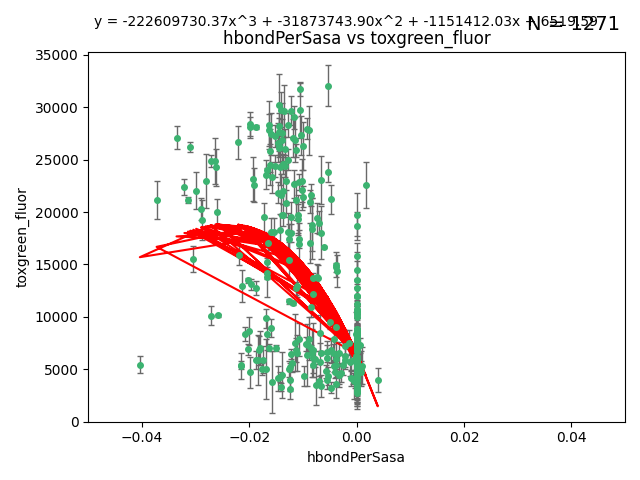 y = -222609730.37x^3 + -31873743.90x^2 + -1151412.03x + 6519.59
N = 1271
hbondPerSasa vs toxgreen_fluor
35000
30000
25000
20000
15000
10000
5000
0
toxgreen_fluor
−0.04
−0.02
0.00
0.02
0.04
hbondPerSasa